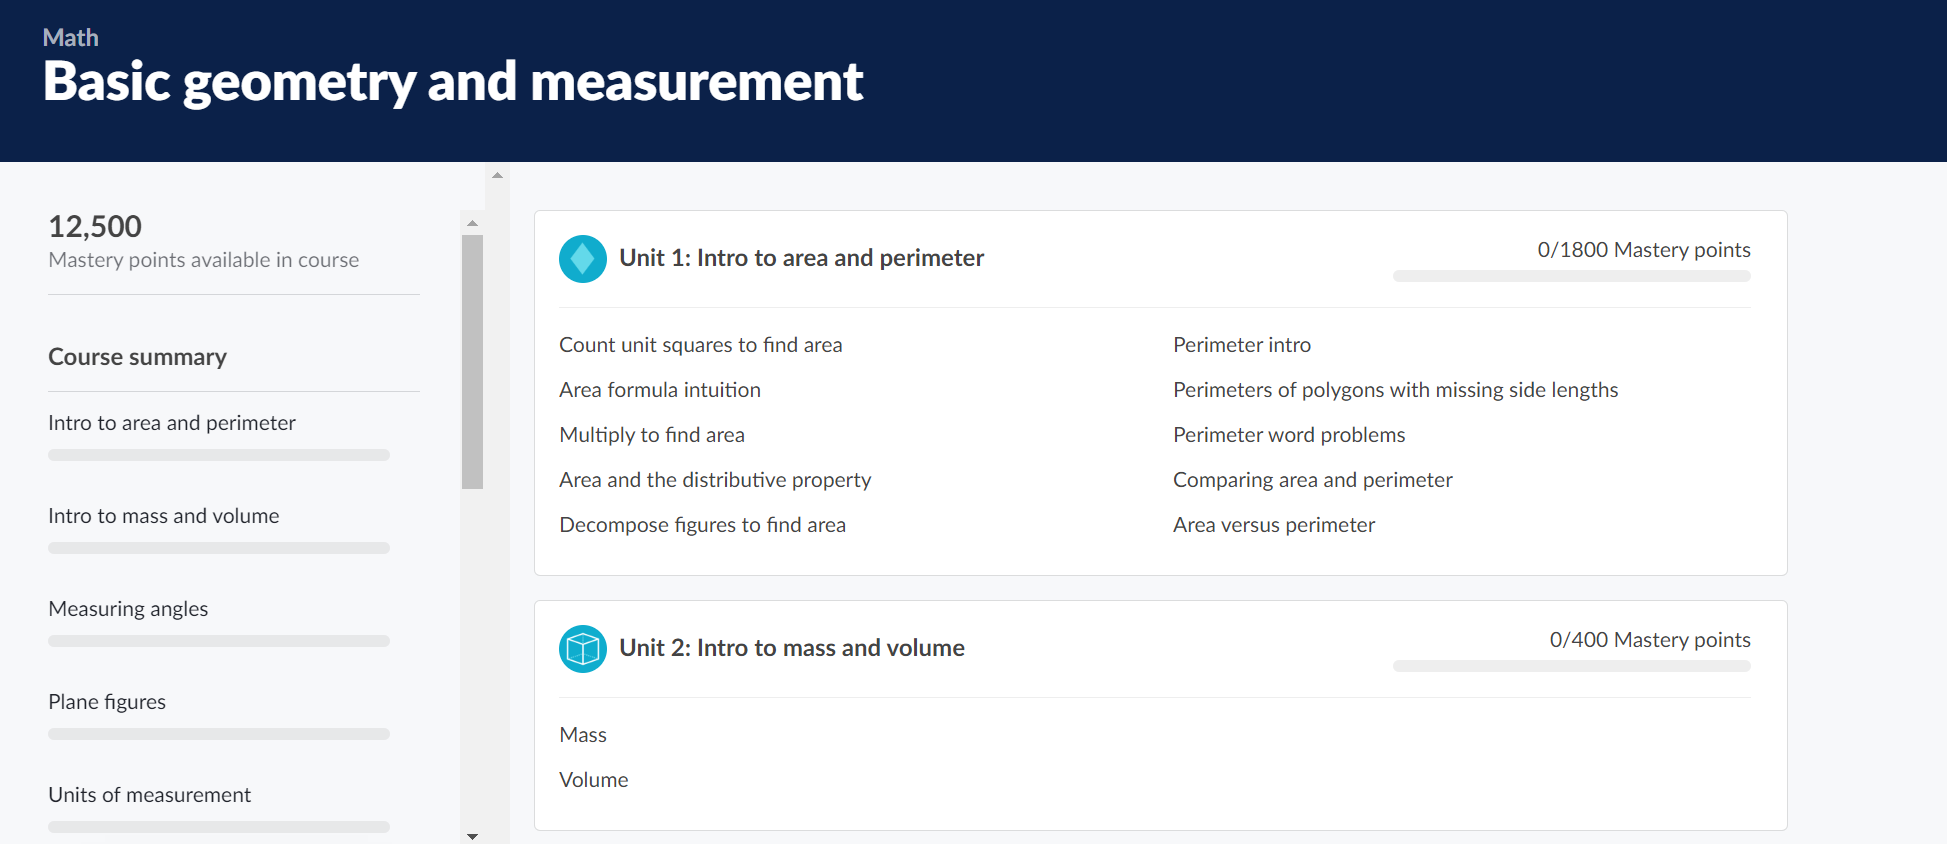 Math
Basic geometry and measurement
12,500
Mastery points available in course
Course summary
Intro to area and perimeter
Intro to mass and volume
Measuring angles
Plane figures
Units of measurement
Unit 1: Intro to area and perimeter
0/1800 Mastery points
Count unit squares to find area
Area formula intuition
Multiply to find area
Area and the distributive property
Decompose figures to find area
Perimeter intro
Perimeters of polygons with missing side lengths
Perimeter word problems
Comparing area and perimeter
Area versus perimeter
Unit 2: Intro to mass and volume
0/400 Mastery points
Mass
Volume